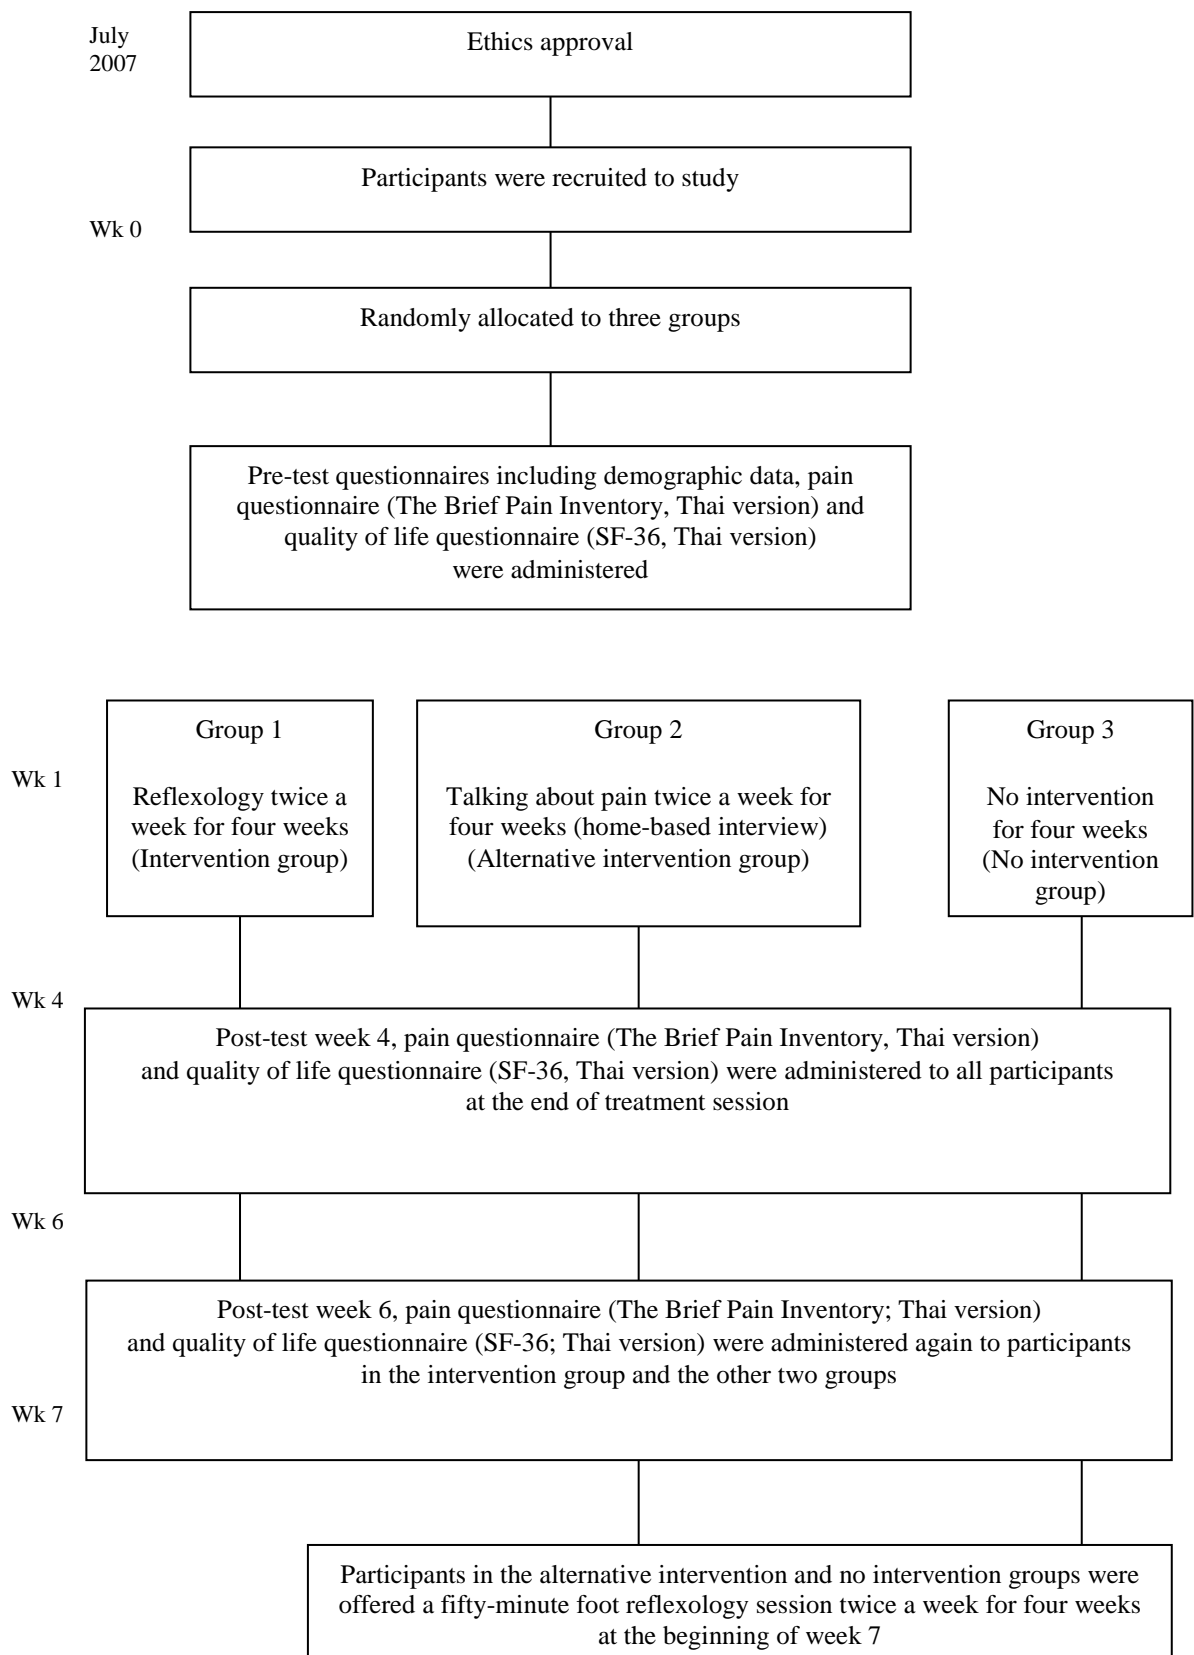 July
2007
Ethics approval
Participants were recruited to study
Wk 0
Randomly allocated to three groups
Pre-test questionnaires including demographic data, pain
questionnaire (The Brief Pain Inventory, Thai version) and
quality of life questionnaire (SF-36, Thai version)
were administered
Wk 1
Group 1
Reflexology twice a
week for four weeks
(Intervention group)
Group 2
Talking about pain twice a week for
four weeks (home-based interview)
(Alternative intervention group)
Group 3
No intervention
for four weeks
(No intervention
group)
Wk 4
Post-test week 4, pain questionnaire (The Brief Pain Inventory, Thai version)
and quality of life questionnaire (SF-36, Thai version) were administered to all participants
at the end of treatment session
Wk 6
Post-test week 6, pain questionnaire (The Brief Pain Inventory; Thai version)
and quality of life questionnaire (SF-36; Thai version) were administered again to participants
in the intervention group and the other two groups
Wk 7
Participants in the alternative intervention and no intervention groups were
offered a fifty-minute foot reflexology session twice a week for four weeks
at the beginning of week 7